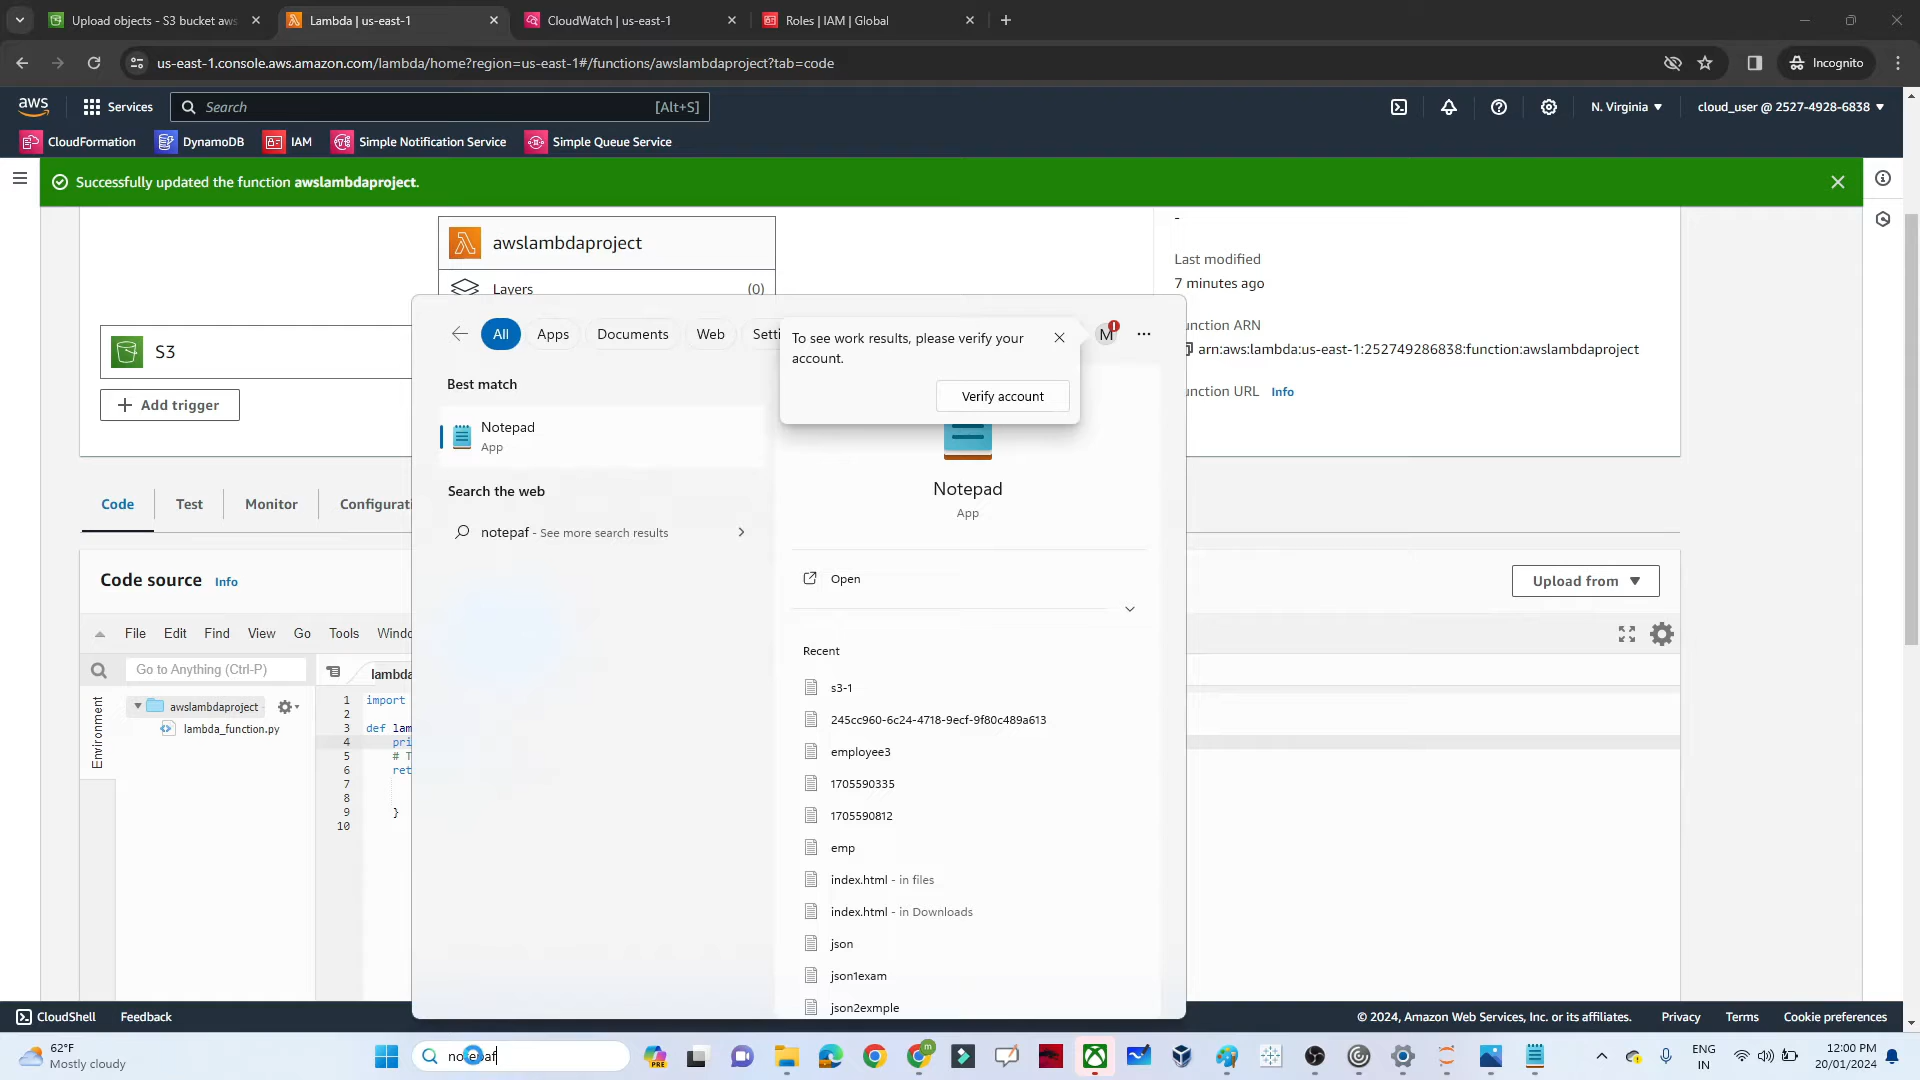 Upload objects - S3 bucket aws
Lambda | us-east-1
CloudWatch | us-east-1
Roles | IAM | Global
us-east-1.console.aws.amazon.com/lambda/home?region=us-east-1#/functions/awslambdaproject?tab=code
Incognito
aws
Services
Search
[Alt+S]
N. Virginia
cloud_user @ 2527-4928-6838
CloudFormation
DynamoDB
IAM
Simple Notification Service
Simple Queue Service
Successfully updated the function awslambdaproject.
awslambdaproject
Layers
(0)
S3
Add trigger
-
Last modified
7 minutes ago
unction ARN
arn:aws:lambda:us-east-1:252749286838:function:awslambdaproject
unction URL Info
All
Apps
Documents
Web
Setti
To see work results, please verify your
account.
Verify account
M
Best match
Notepad
App
Search the web
notepaf - See more search results
Notepad
App
Open
Recent
s3-1
245cc960-6c24-4718-9ecf-9f80c489a613
employee3
1705590335
1705590812
emp
index.html - in files
index.html - in Downloads
json
json1exam
json2exmple
Code
Test
Monitor
Configurati
Code source Info
Upload from
File Edit Find View Go Tools Windo
Go to Anything (Ctrl-P)
lambda
Environment
awslambdaproject
lambda_function.py
1 import
2
3 def lam
4 pri
5 # T
6 ret
7
8
9 }
10
CloudShell
Feedback
© 2024, Amazon Web Services, Inc. or its affiliates.
Privacy
Terms
Cookie preferences
62°F
Mostly cloudy
notepaf
PRE
m
ENG
IN
12:00 PM
20/01/2024